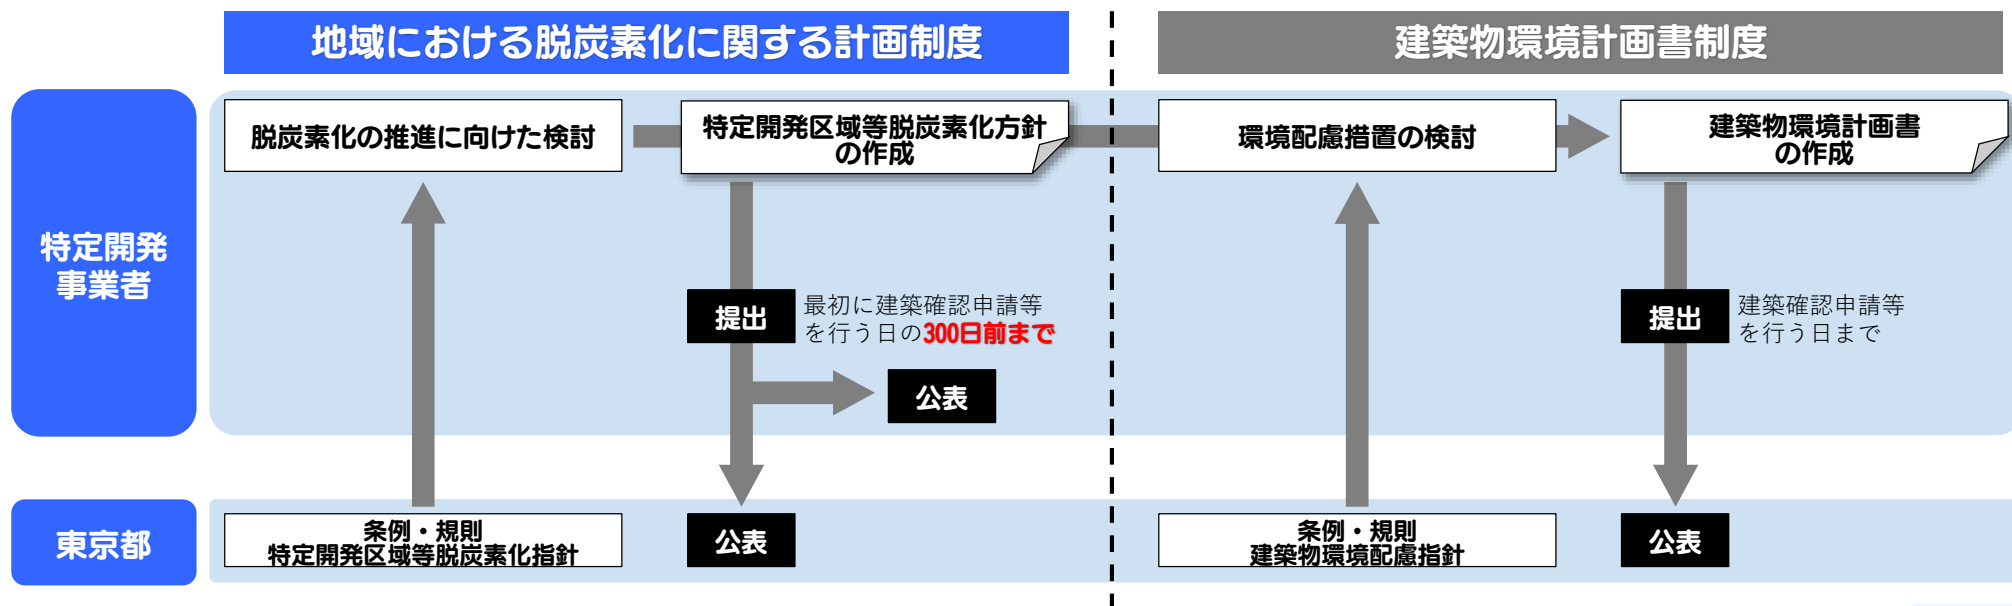 地域における脱炭素化に関する計画制度
建築物環境計画書制度
特定開発
事業者
脱炭素化の推進に向けた検討
特定開発区域等脱炭素化方針
の作成
環境配慮措置の検討
建築物環境計画書
の作成
提出
最初に建築確認申請等
を行う日の300日前まで
公表
提出
建築確認申請等
を行う日まで
東京都
条例・規則
特定開発区域等脱炭素化指針
公表
条例・規則
建築物環境配慮指針
公表